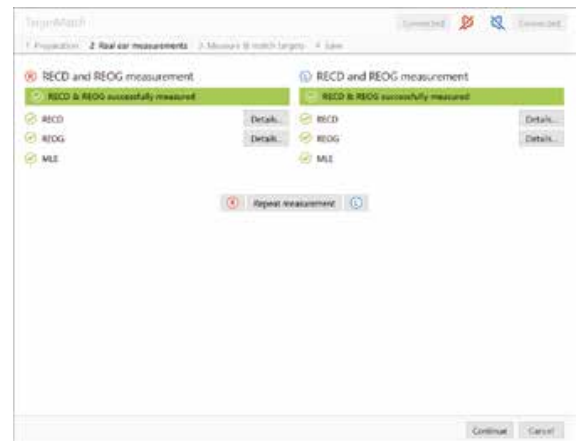 TargetMatch
Connected Connected
1. Preparation 2. Real ear measurements 3. Measure & match targets 4. Save
R RECD and REOG measurement L RECD and REOG measurement
RECD & REOG successfully measured RECD & REOG successfully measured
RECD Details... RECD Details...
REOG Details... REOG Details...
MLE MLE
R Repeat measurement L
Continue Cancel